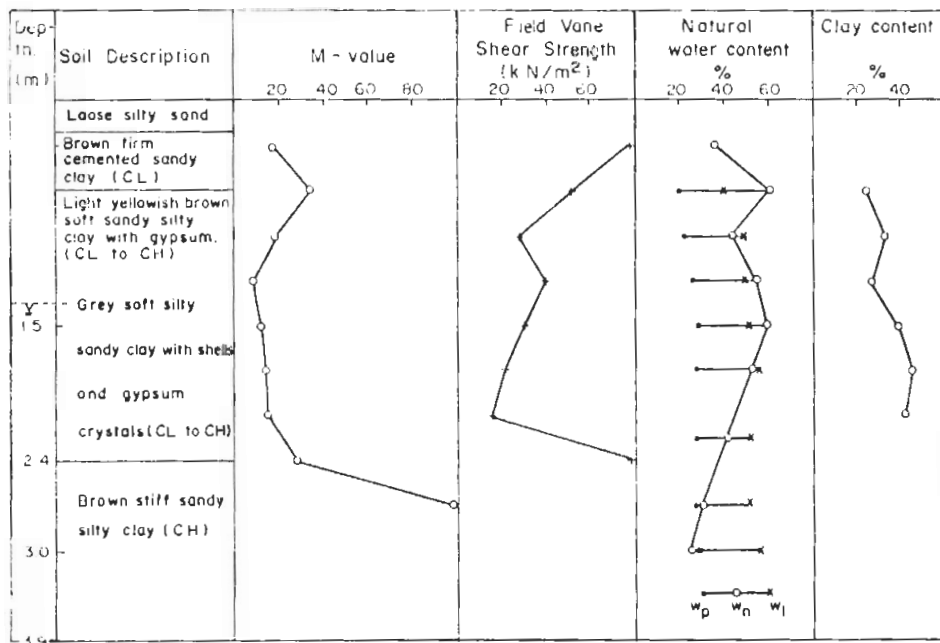 Dep-
th.
(m)
Soil Description
M - value
Field Vane
Shear Strength
(kN/m²)
Natural
water content
%
Clay content
%
20 40 60 80
20 40 60
20 40 60
20 40
Loose silty sand
Brown firm
cemented sandy
clay (CL)
Light yellowish brown
soft sandy silty
clay with gypsum.
(CL to CH)
Grey soft silty
1.5
sandy clay with shells
and gypsum
crystals (CL to CH)
2.4
Brown stiff sandy
silty clay (CH)
3.0
wp wn wl